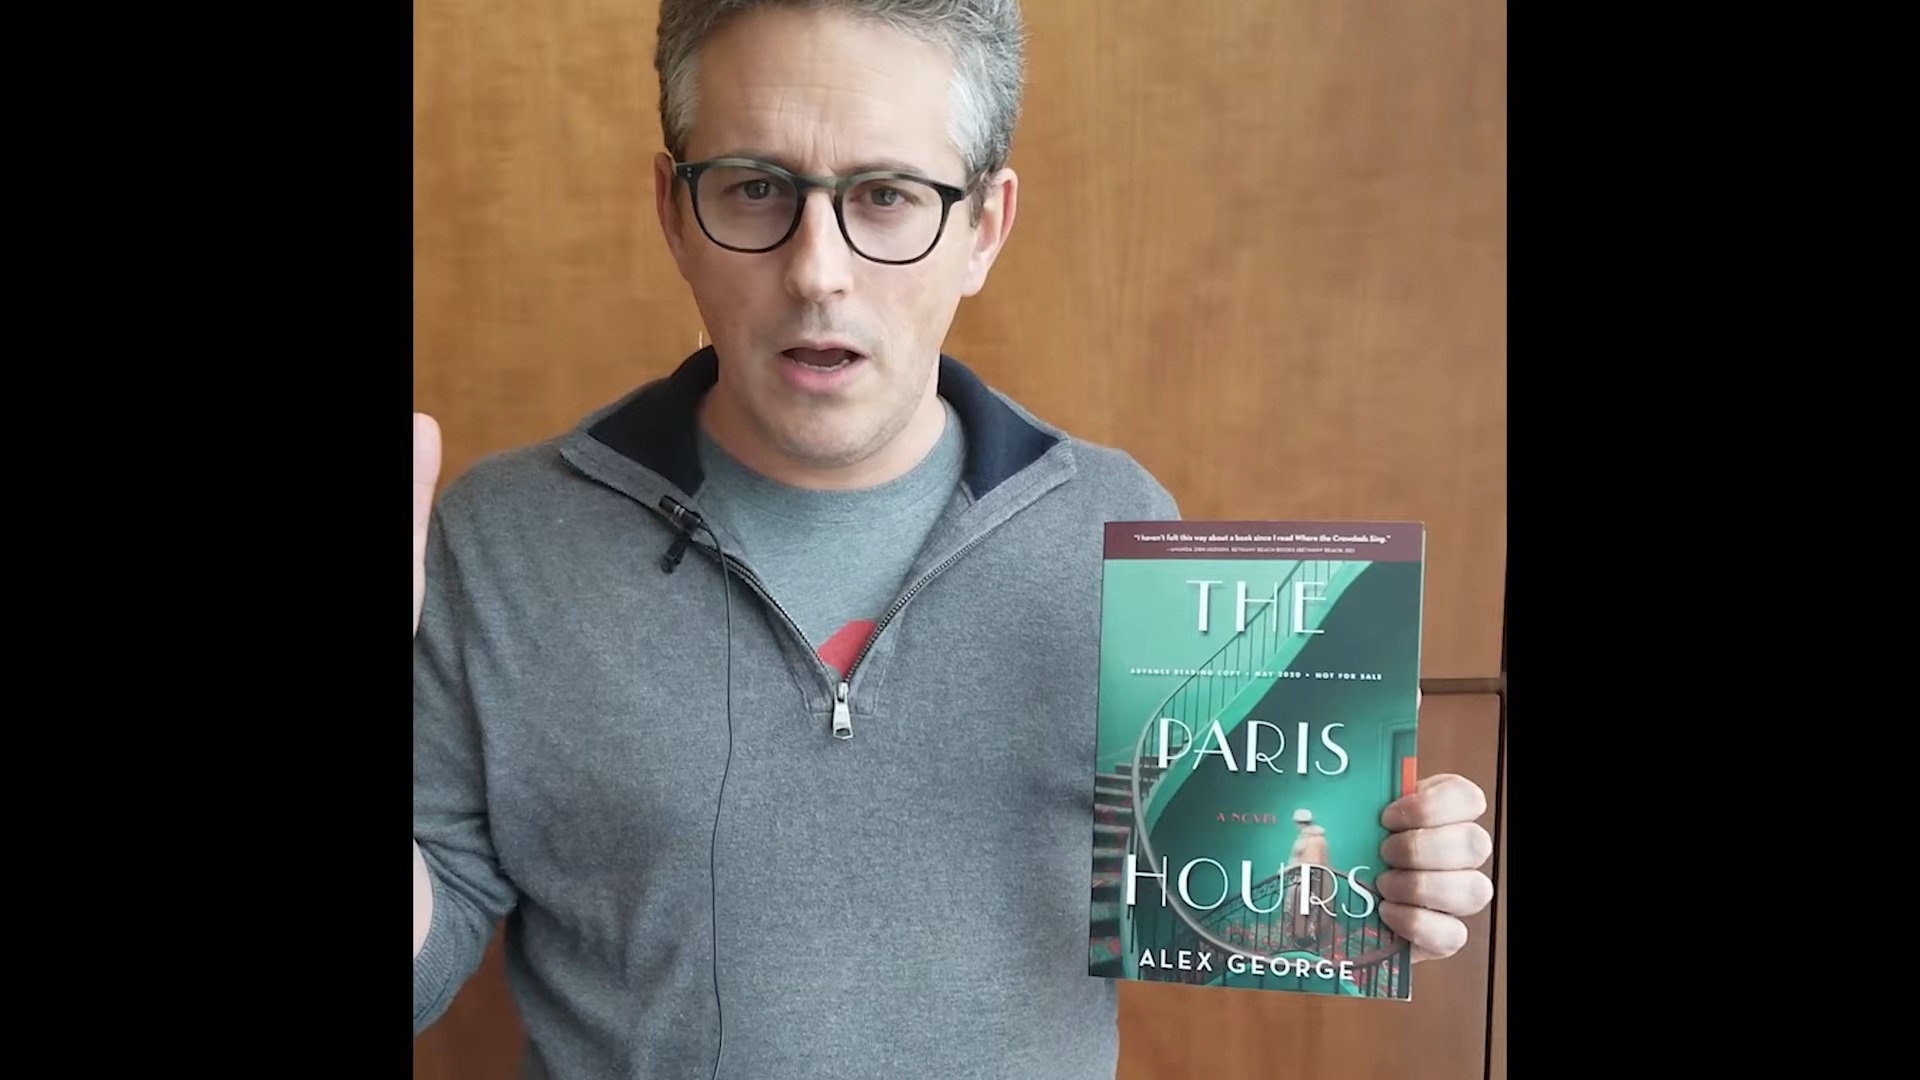 "I haven't felt this way about a book since I read Where the Crawdads Sing."
THE
ADVANCE READING COPY • MAY 2020 • NOT FOR SALE
PARIS
A NOVEL
HOURS
ALEX GEORGE